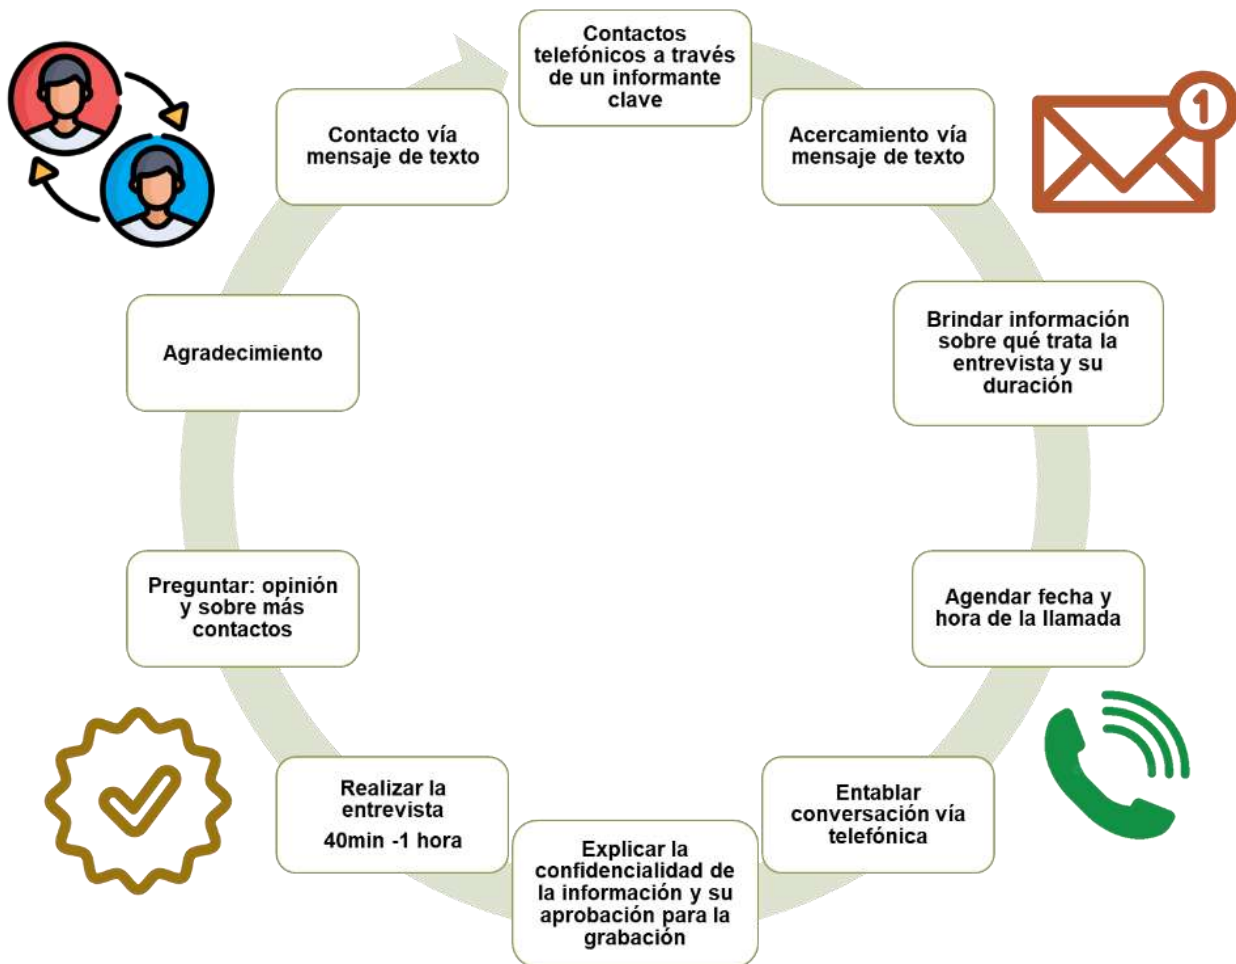 Contactos
telefónicos a través
de un informante
clave
Acercamiento vía
mensaje de texto
1
Brindar información
sobre qué trata la
entrevista y su
duración
Agendar fecha y
hora de la llamada
Entablar
conversación vía
telefónica
Explicar la
confidencialidad de
la información y su
aprobación para la
grabación
Realizar la
entrevista
40min -1 hora
Preguntar: opinión
y sobre más
contactos
Agradecimiento
Contacto vía
mensaje de texto